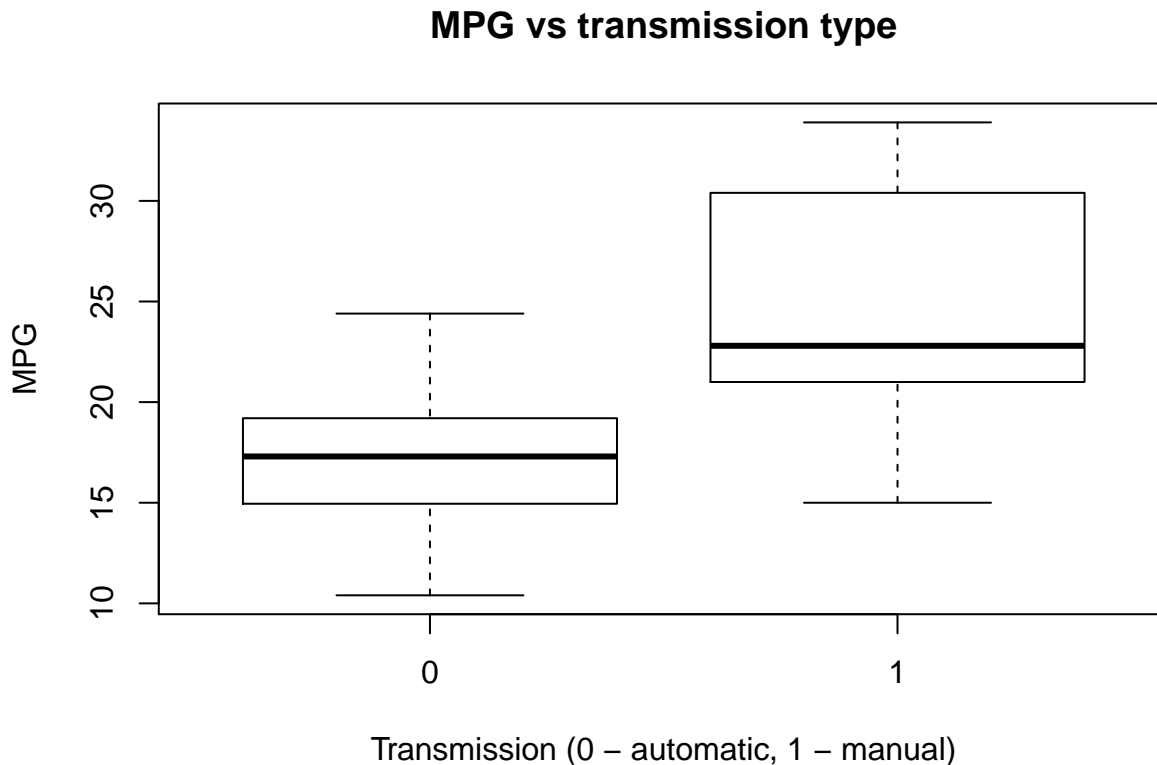 MPG vs transmission type
MPG
30
25
20
15
10
0 1
Transmission (0 – automatic, 1 – manual)